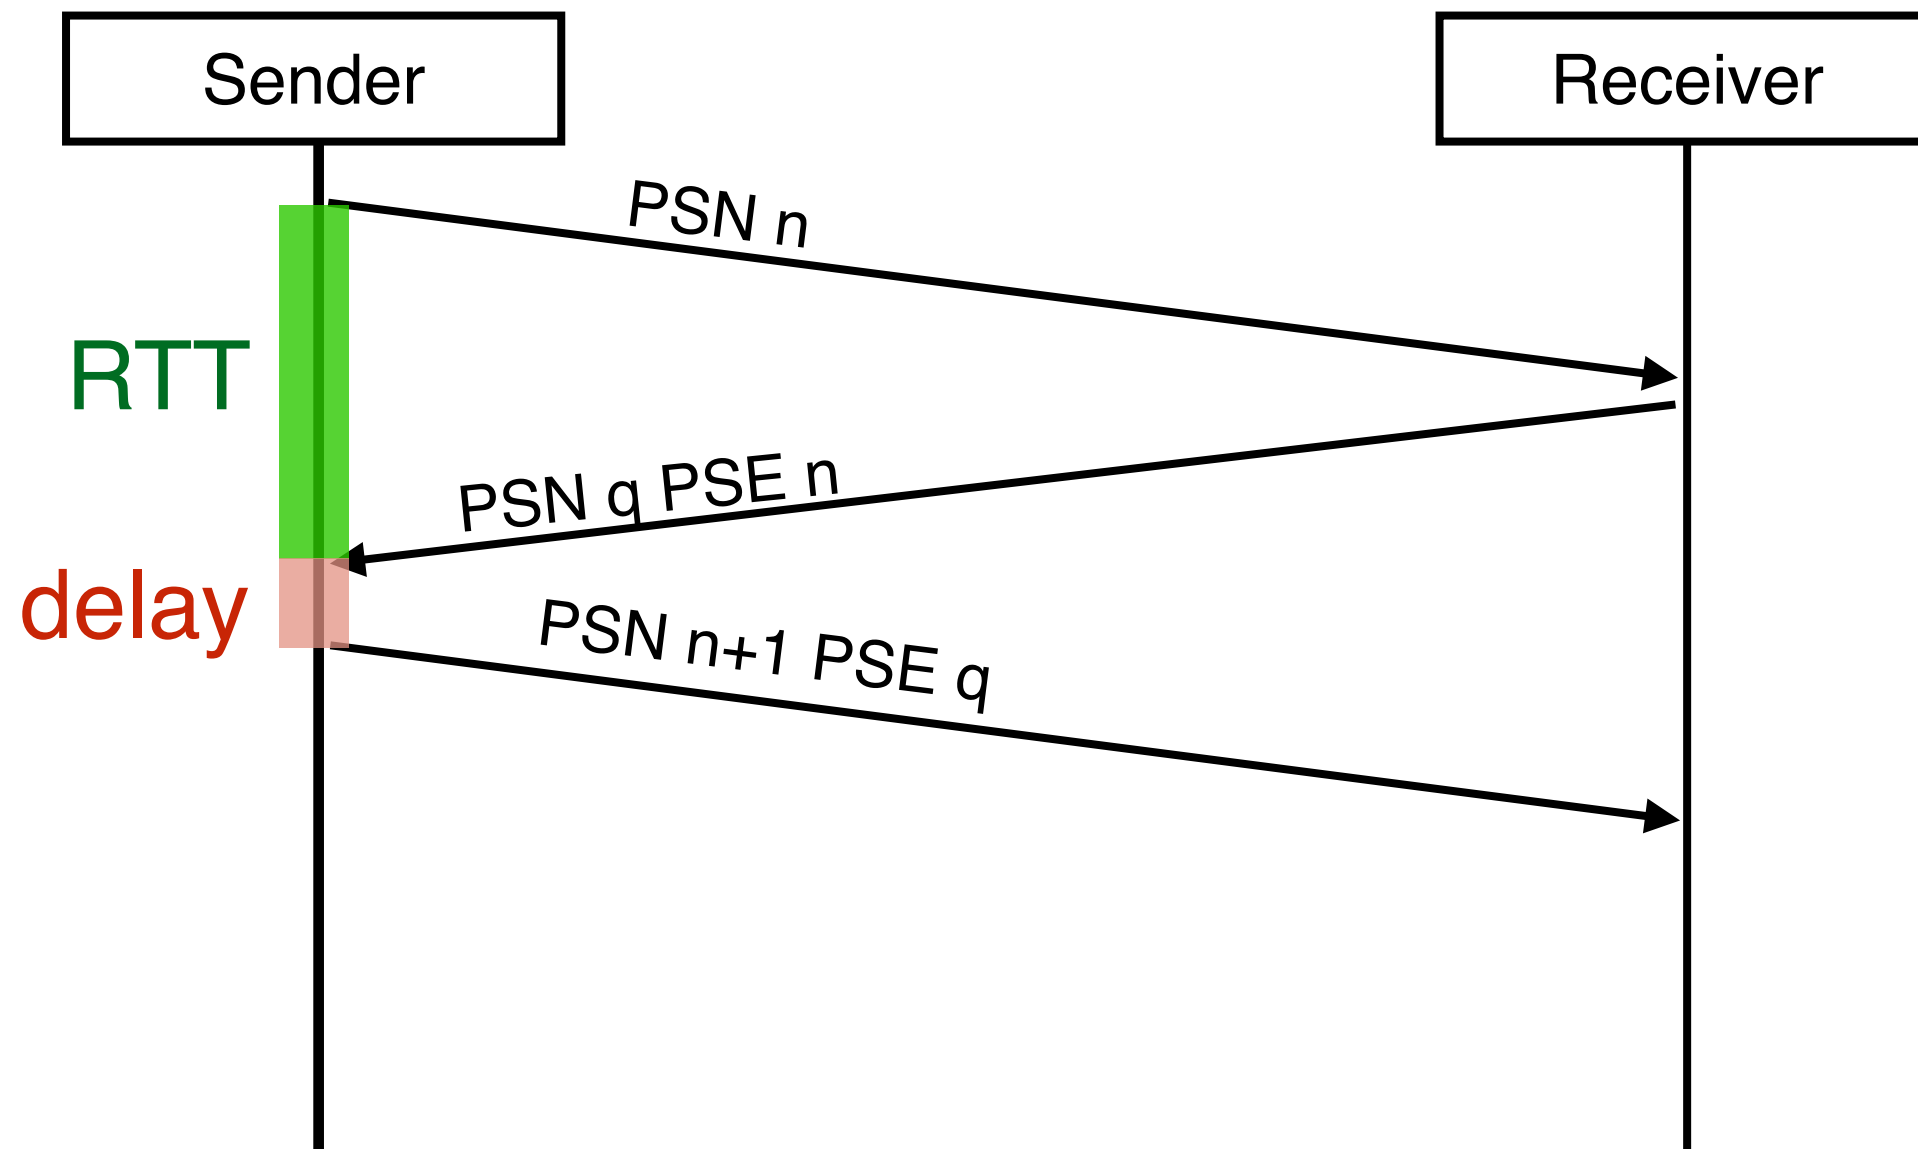 Sender
Receiver
PSN n
RTT
PSN q PSE n
delay
PSN n+1 PSE q